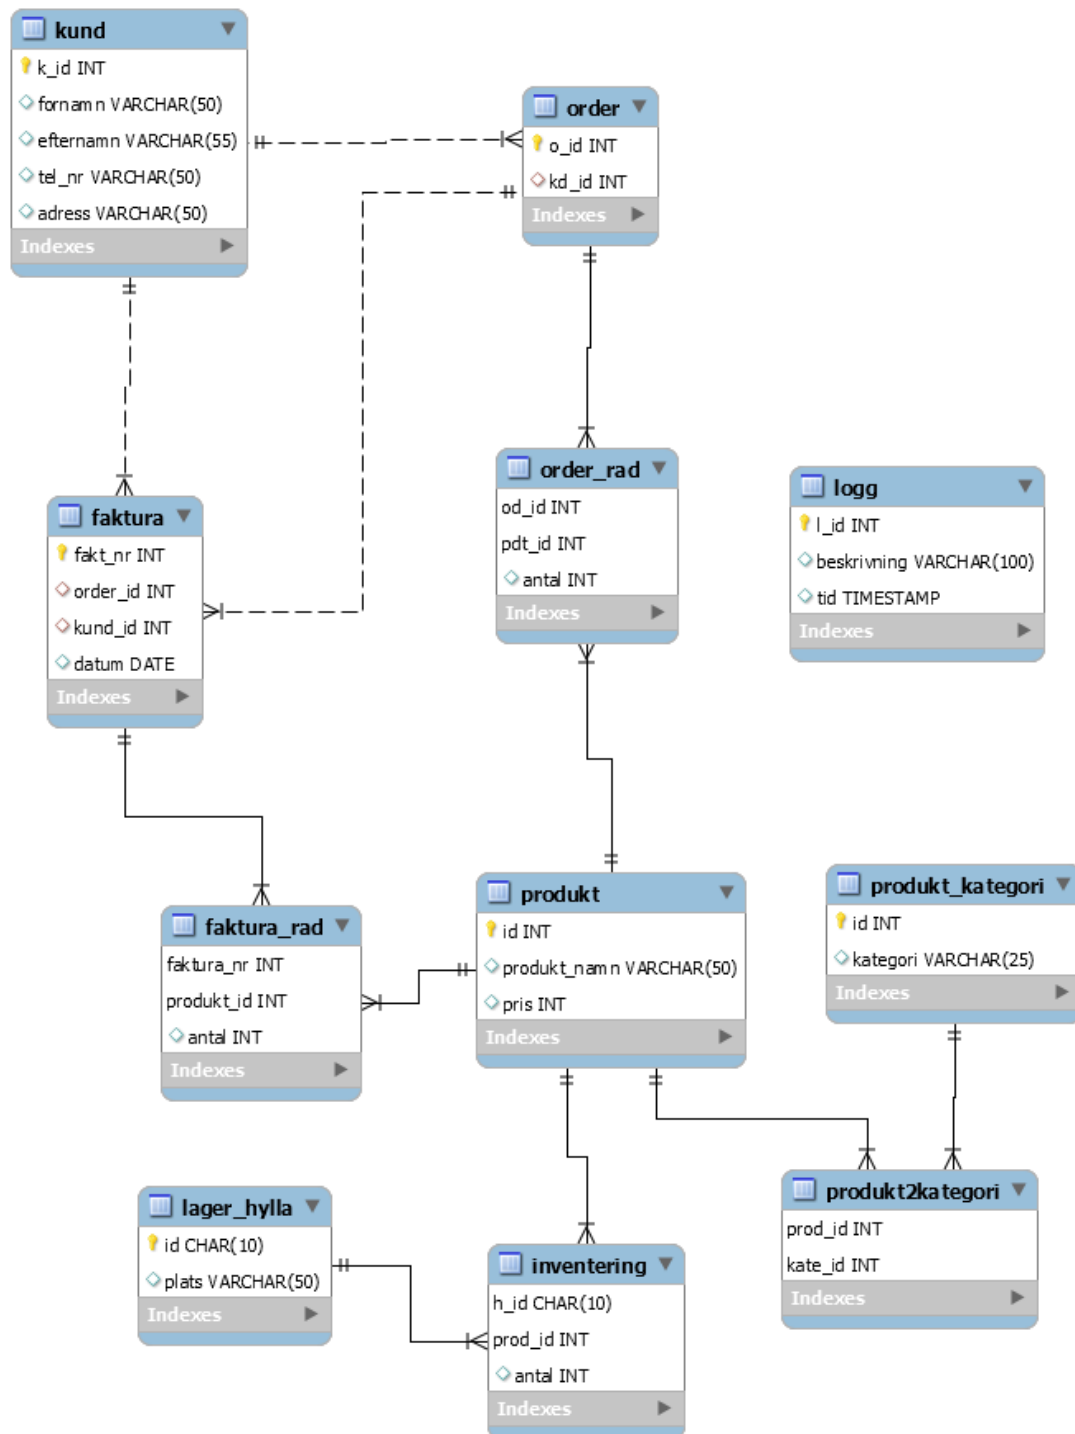 kund
k_id INT
fornamn VARCHAR(50)
efternamn VARCHAR(55)
tel_nr VARCHAR(50)
adress VARCHAR(50)
Indexes
order
o_id INT
kd_id INT
Indexes
faktura
fakt_nr INT
order_id INT
kund_id INT
datum DATE
Indexes
order_rad
od_id INT
pdt_id INT
antal INT
Indexes
logg
l_id INT
beskrivning VARCHAR(100)
tid TIMESTAMP
Indexes
faktura_rad
faktura_nr INT
produkt_id INT
antal INT
Indexes
produkt
id INT
produkt_namn VARCHAR(50)
pris INT
Indexes
produkt_kategori
id INT
kategori VARCHAR(25)
Indexes
lager_hylla
id CHAR(10)
plats VARCHAR(50)
Indexes
inventering
h_id CHAR(10)
prod_id INT
antal INT
Indexes
produkt2kategori
prod_id INT
kate_id INT
Indexes